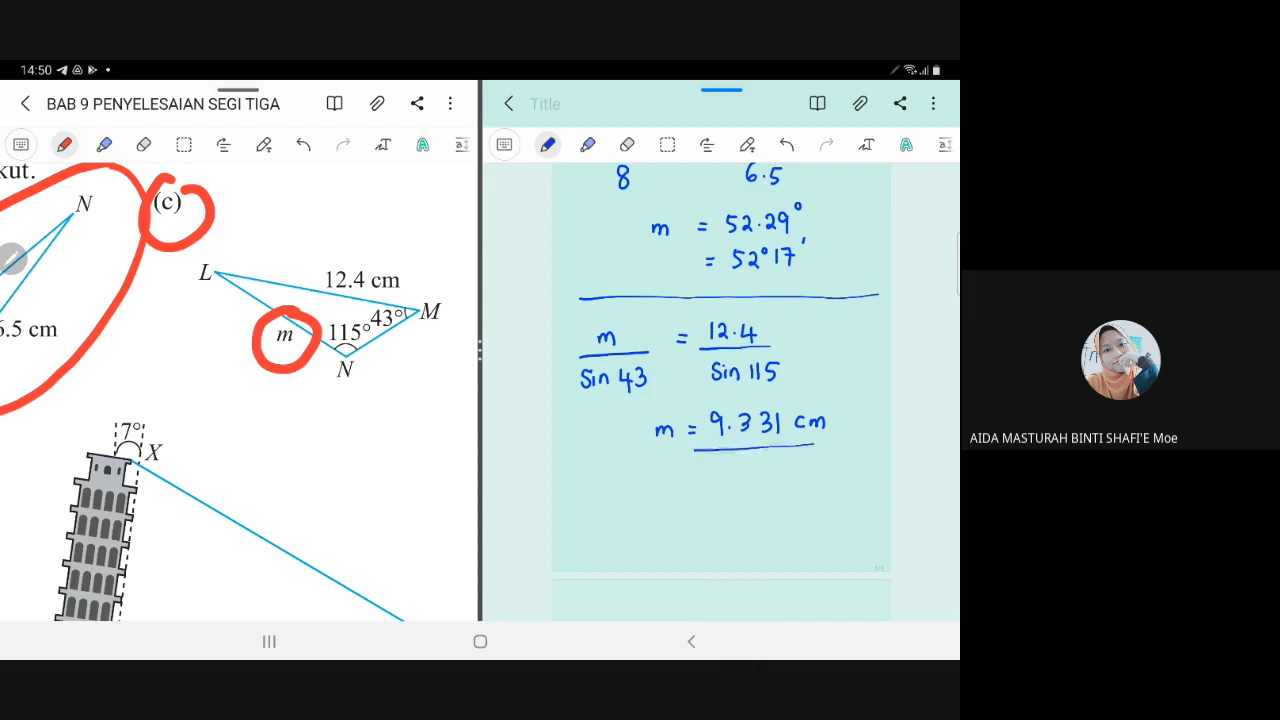 14:50
BAB 9 PENYELESAIAN SEGI TIGA
kut.
N
(c)
L
12.4 cm
M
43°
115°
m
N
6.5 cm
7°
X
Title
8 6.5
m = 52.29°
= 52°17'
m = 12.4
Sin 43 Sin 115
m = 9.331 cm
AIDA MASTURAH BINTI SHAFI'E Moe